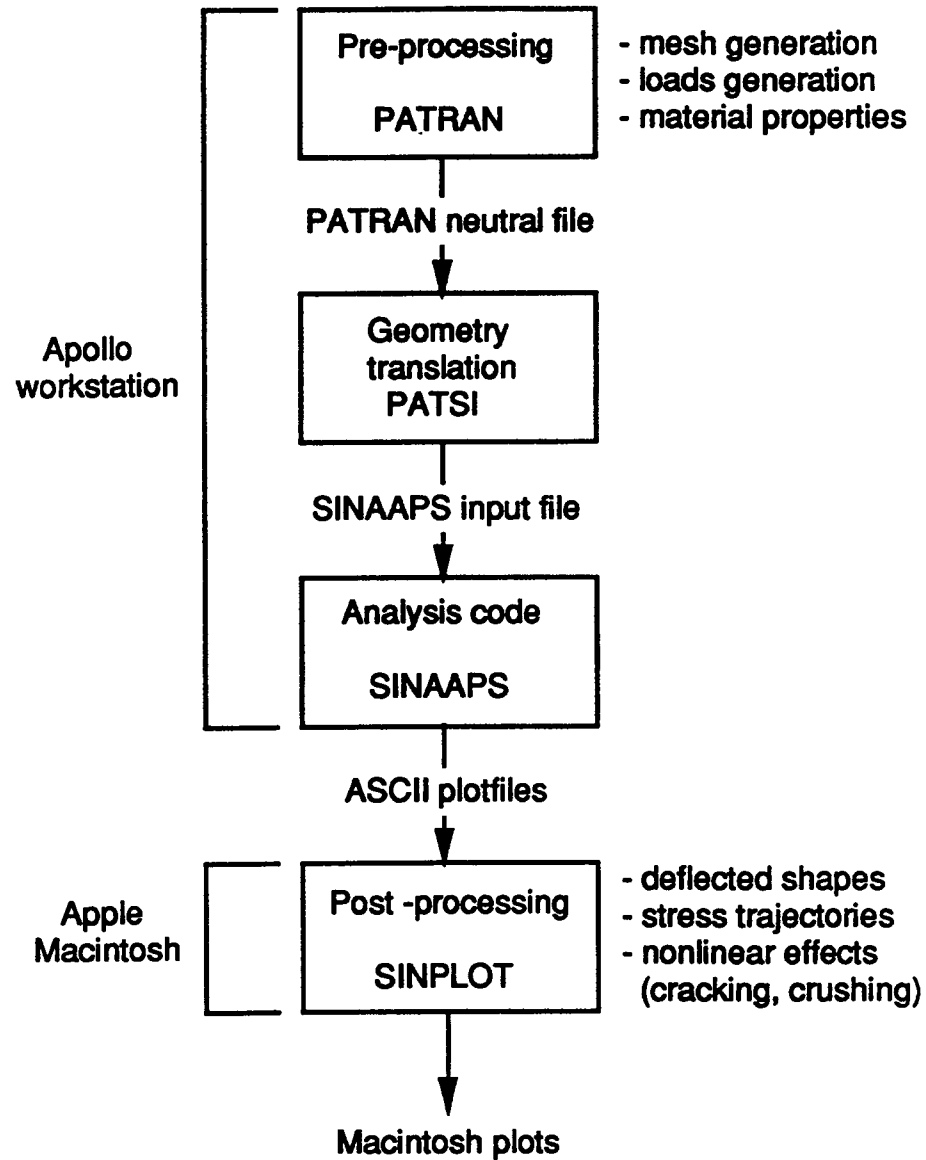 Pre-processing
PATRAN
- mesh generation
- loads generation
- material properties
PATRAN neutral file
Apollo
workstation
Geometry
translation
PATSI
SINAAPS input file
Analysis code
SINAAPS
ASCII plotfiles
Apple
Macintosh
Post -processing
SINPLOT
- deflected shapes
- stress trajectories
- nonlinear effects
(cracking, crushing)
Macintosh plots